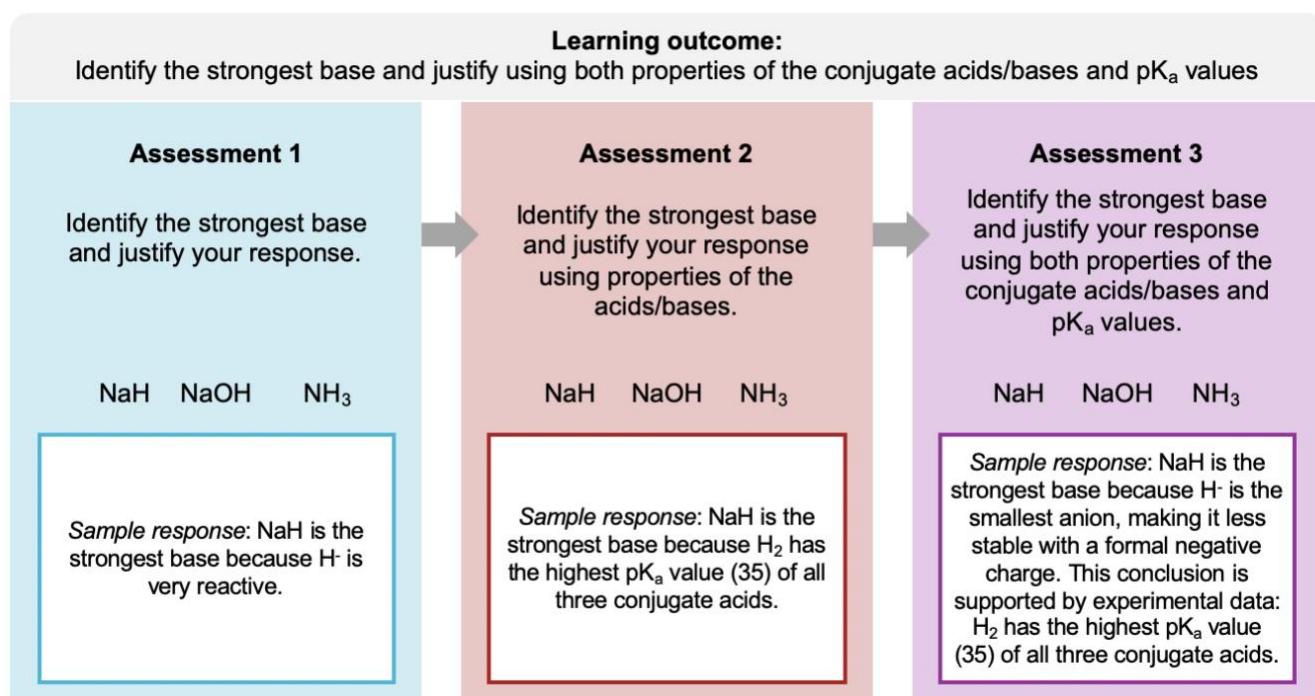 Learning outcome:
Identify the strongest base and justify using both properties of the conjugate acids/bases and pKₐ values
Assessment 1
Identify the strongest base
and justify your response.
NaH NaOH NH₃
Sample response: NaH is the
strongest base because H⁻ is
very reactive.
Assessment 2
Identify the strongest base
and justify your response
using properties of the
acids/bases.
NaH NaOH NH₃
Sample response: NaH is the
strongest base because H₂ has
the highest pKₐ value (35) of all
three conjugate acids.
Assessment 3
Identify the strongest base
and justify your response
using both properties of the
conjugate acids/bases and
pKₐ values.
NaH NaOH NH₃
Sample response: NaH is the
strongest base because H⁻ is the
smallest anion, making it less
stable with a formal negative
charge. This conclusion is
supported by experimental data:
H₂ has the highest pKₐ value
(35) of all three conjugate acids.